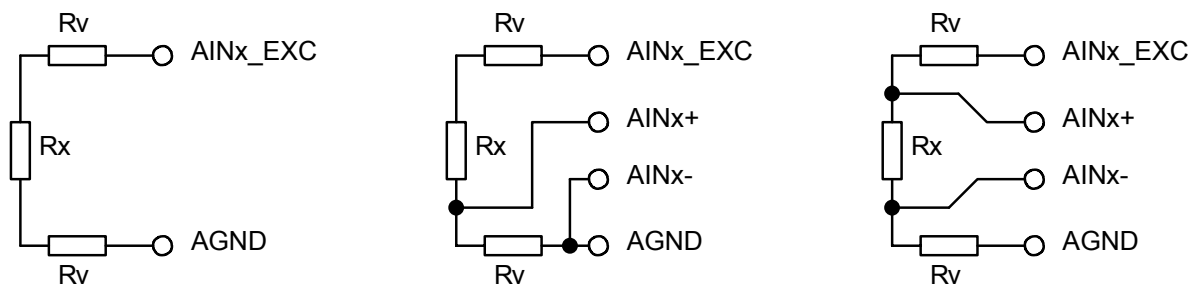 Rv
AINx_EXC
Rx
AGND
Rv
Rv
AINx_EXC
AINx+
Rx
AINx-
AGND
Rv
Rv
AINx_EXC
AINx+
Rx
AINx-
AGND
Rv